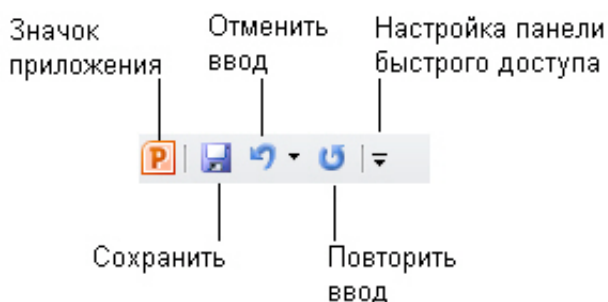 Значок
приложения
Отменить
ввод
Настройка панели
быстрого доступа
P
Сохранить
Повторить
ввод